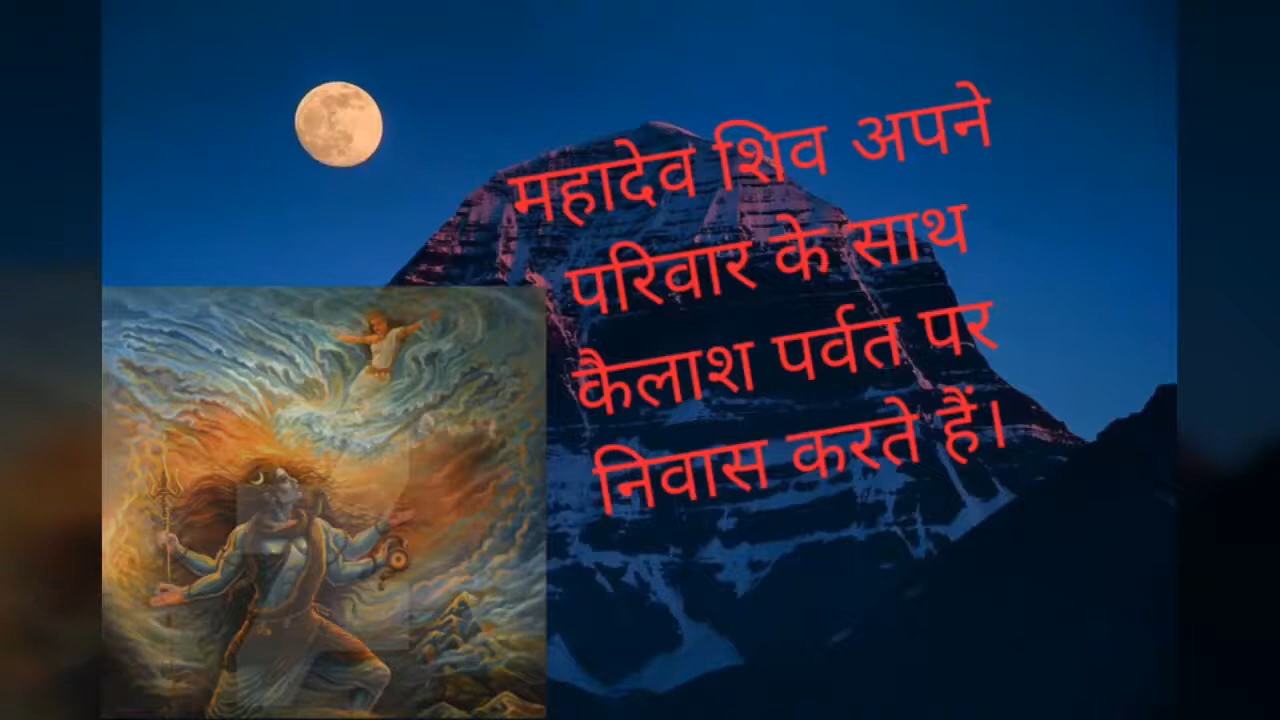 महादेव शिव अपने
परिवार के साथ
कैलाश पर्वत पर
निवास करते हैं।